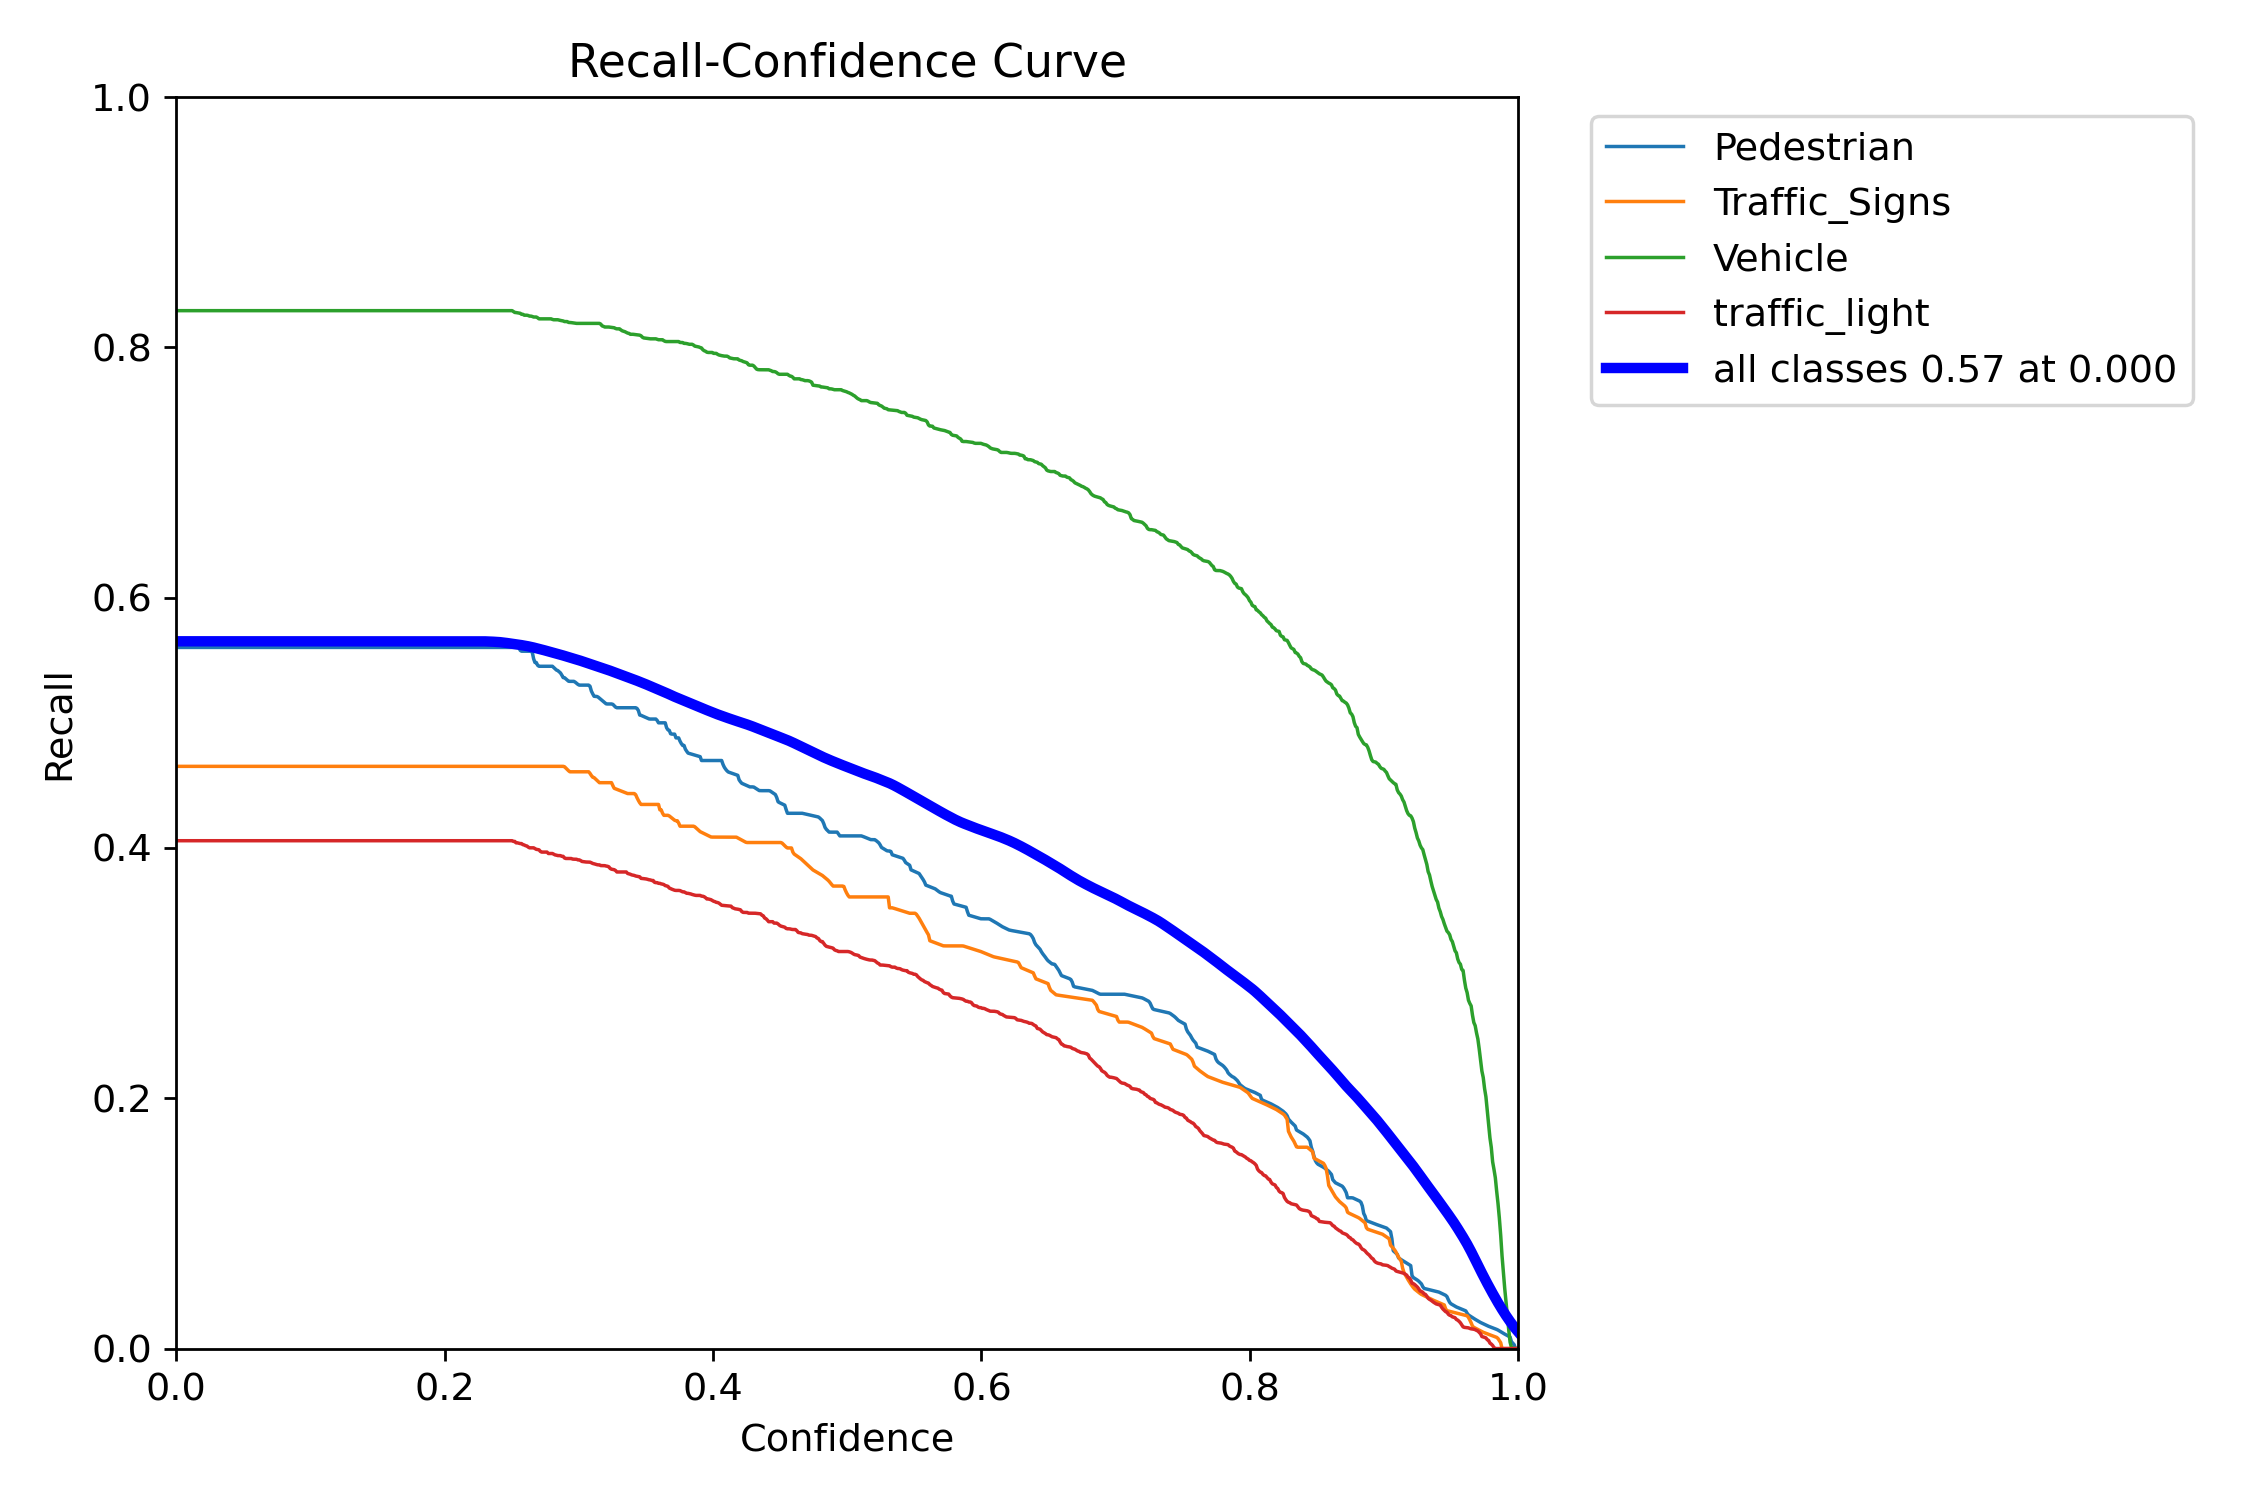 Recall-Confidence Curve
1.0
0.8
0.6
0.4
0.2
0.0
Recall
0.0 0.2 0.4 0.6 0.8 1.0
Confidence
Pedestrian
Traffic_Signs
Vehicle
traffic_light
all classes 0.57 at 0.000